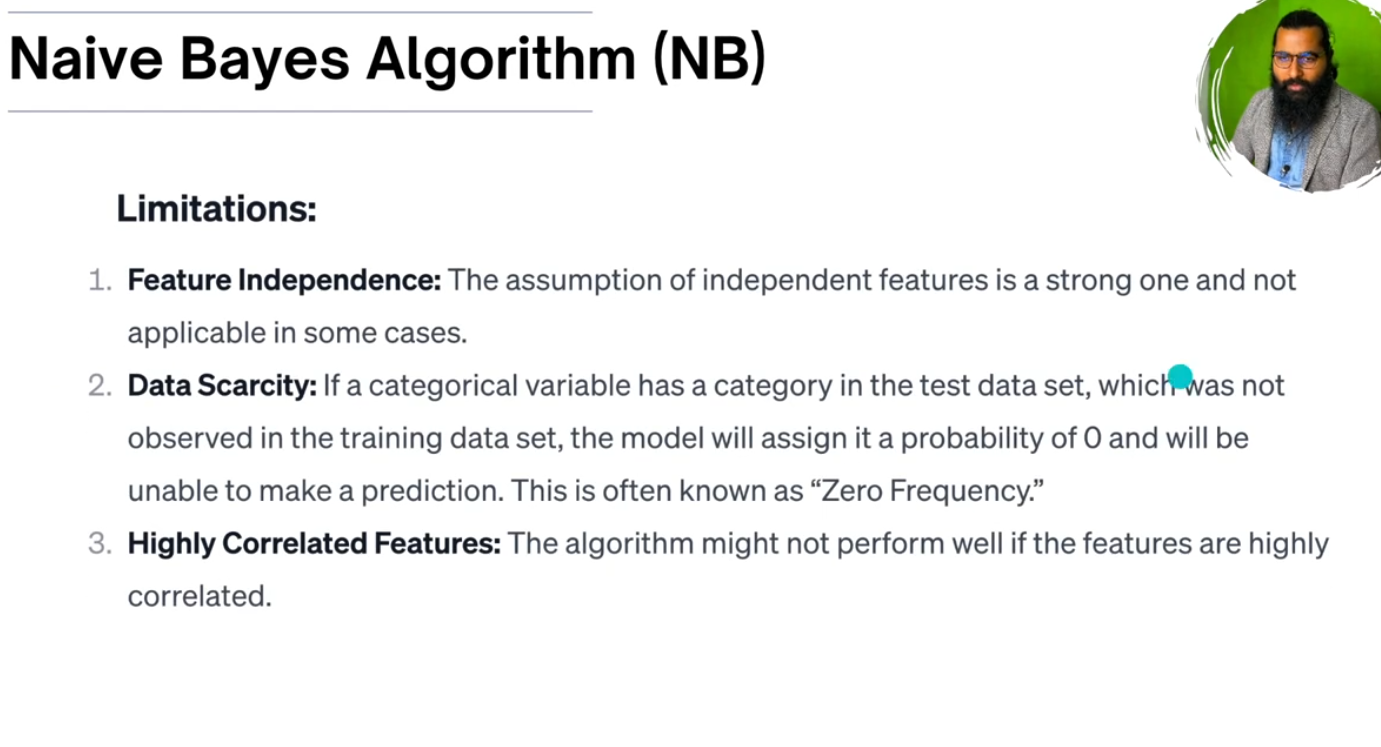 Naive Bayes Algorithm (NB)
Limitations:
1. Feature Independence: The assumption of independent features is a strong one and not
applicable in some cases.
2. Data Scarcity: If a categorical variable has a category in the test data set, which was not
observed in the training data set, the model will assign it a probability of 0 and will be
unable to make a prediction. This is often known as “Zero Frequency.”
3. Highly Correlated Features: The algorithm might not perform well if the features are highly
correlated.